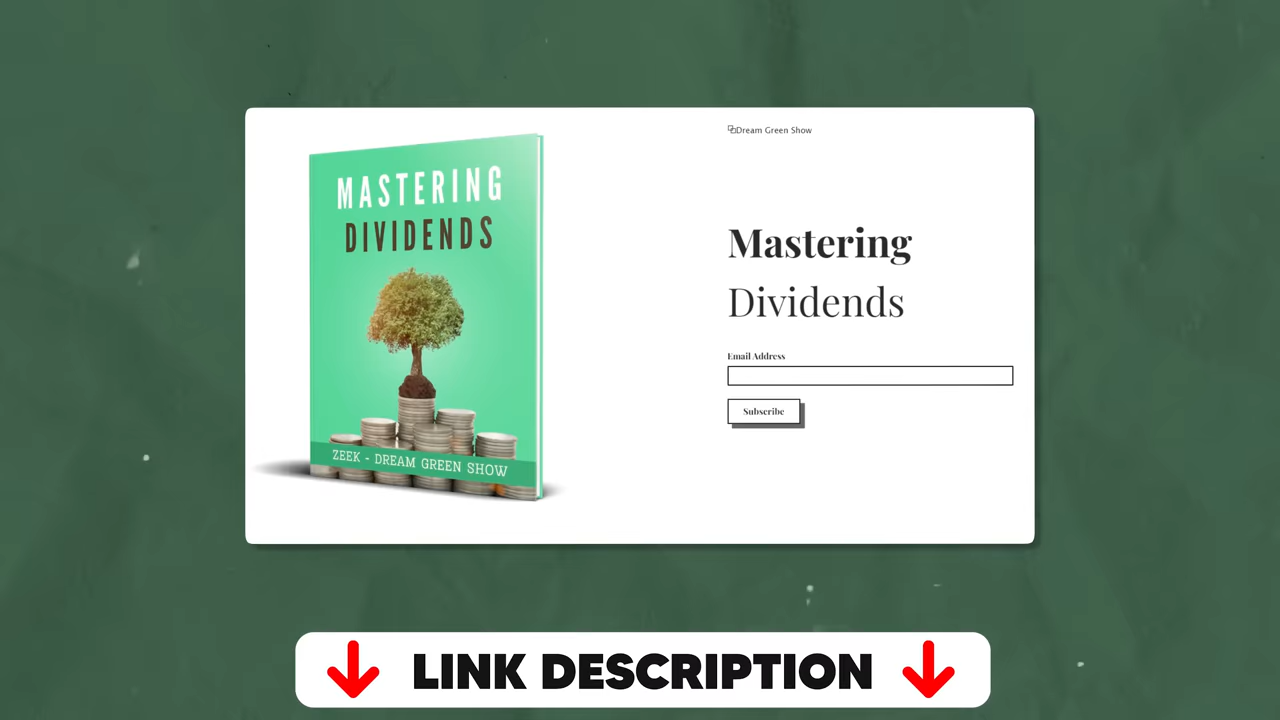 MASTERING
DIVIDENDS
ZEEK - DREAM GREEN SHOW
Dream Green Show
Mastering
Dividends
Email Address
Subscribe
LINK DESCRIPTION